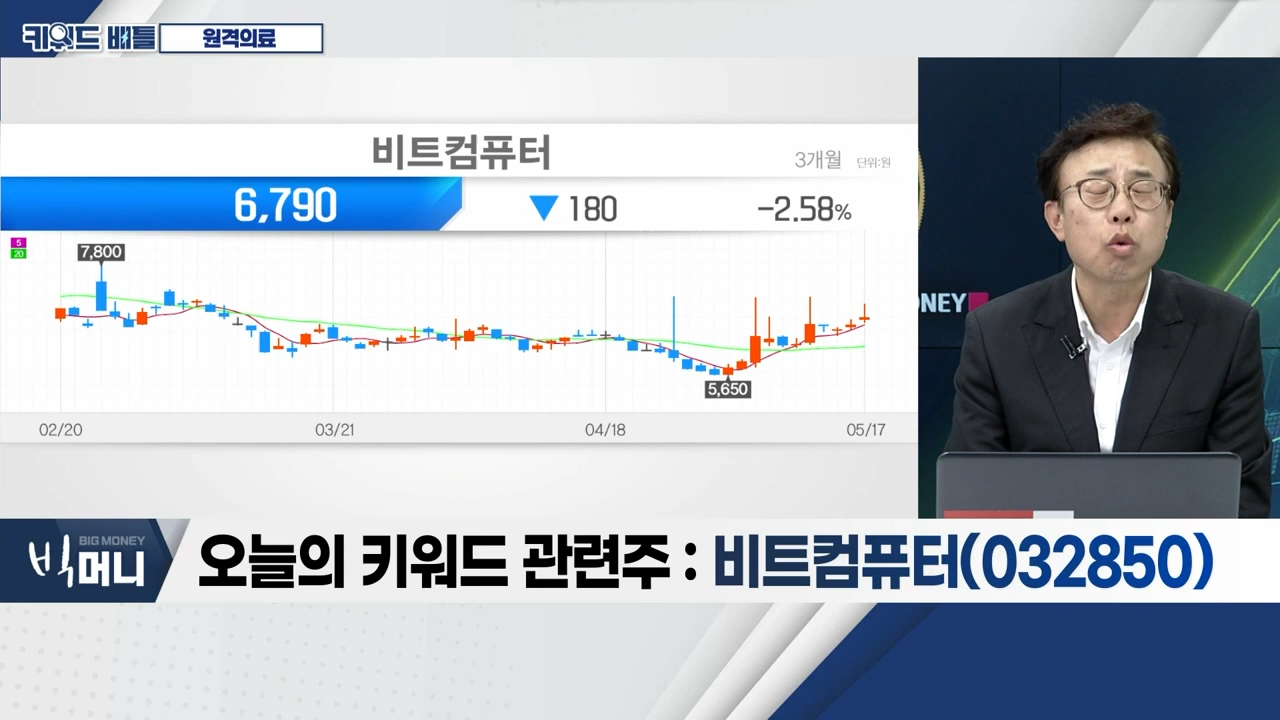 키워드 배틀 원격의료
비트컴퓨터
3개월 단위:원
6,790 ▼ 180 -2.58%
5
20
7,800
5,650
02/20 03/21 04/18 05/17
ONEY
빅머니 BIG MONEY
오늘의 키워드 관련주 : 비트컴퓨터(032850)